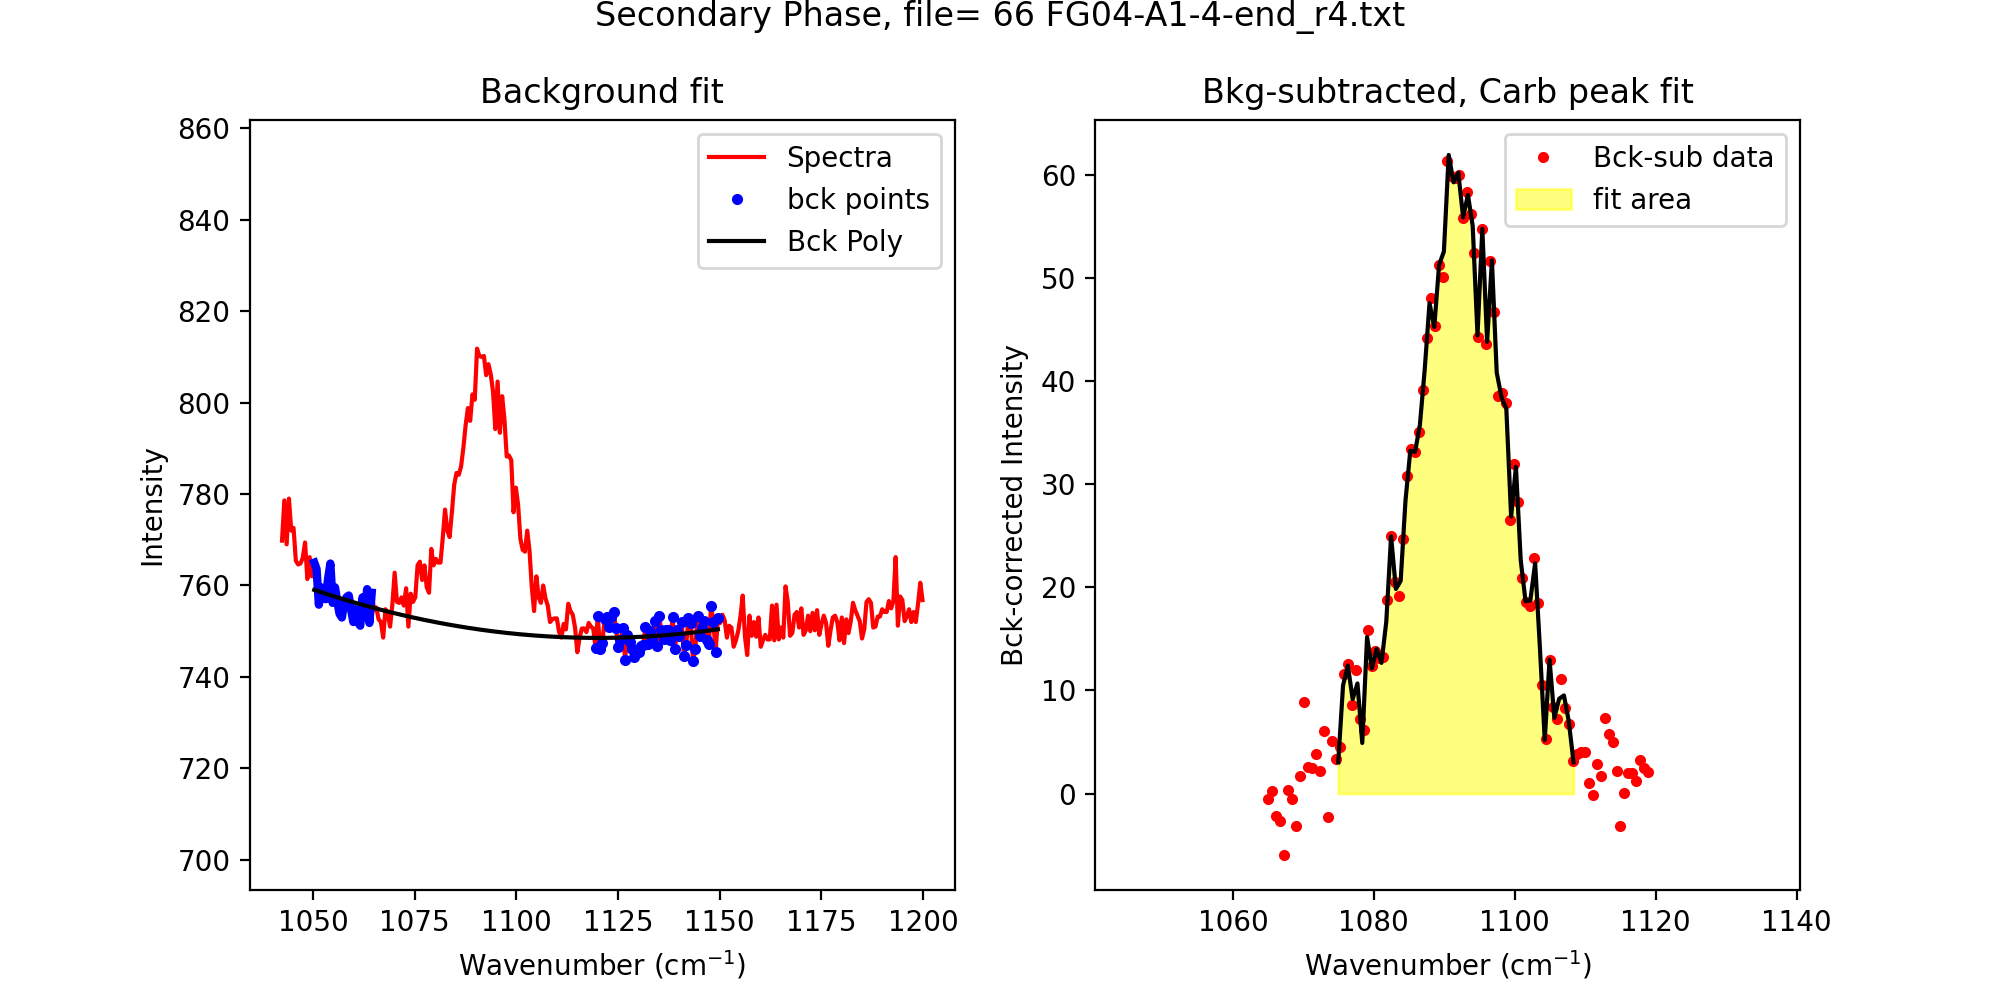 Secondary Phase, file= 66 FG04-A1-4-end_r4.txt
Background fit
860
840
820
800
780
760
740
720
700
Intensity
Spectra
bck points
Bck Poly
1050 1075 1100 1125 1150 1175 1200
Wavenumber (cm⁻¹)
Bkg-subtracted, Carb peak fit
60
50
40
30
20
10
0
Bck-corrected Intensity
Bck-sub data
fit area
1060 1080 1100 1120 1140
Wavenumber (cm⁻¹)